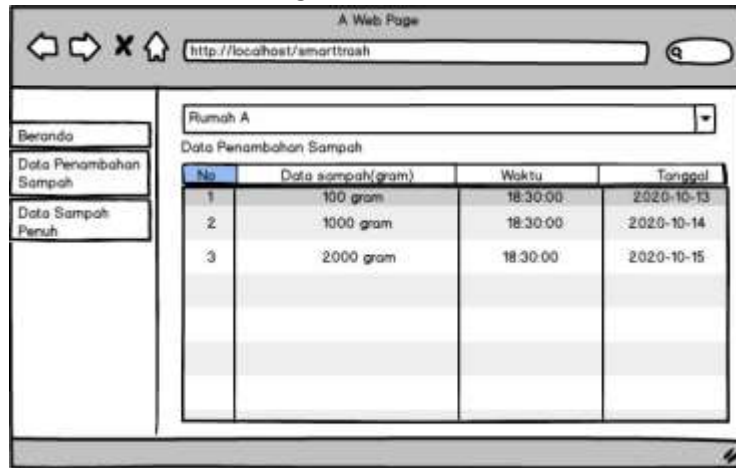 A Web Page
http://localhost/smarttrash
Beranda
Data Penambahan
Sampah
Data Sampah
Penuh
Rumah A
Data Penambahan Sampah
No Data sampah(gram) Waktu Tanggal
1 100 gram 18:30:00 2020-10-13
2 1000 gram 18:30:00 2020-10-14
3 2000 gram 18:30:00 2020-10-15